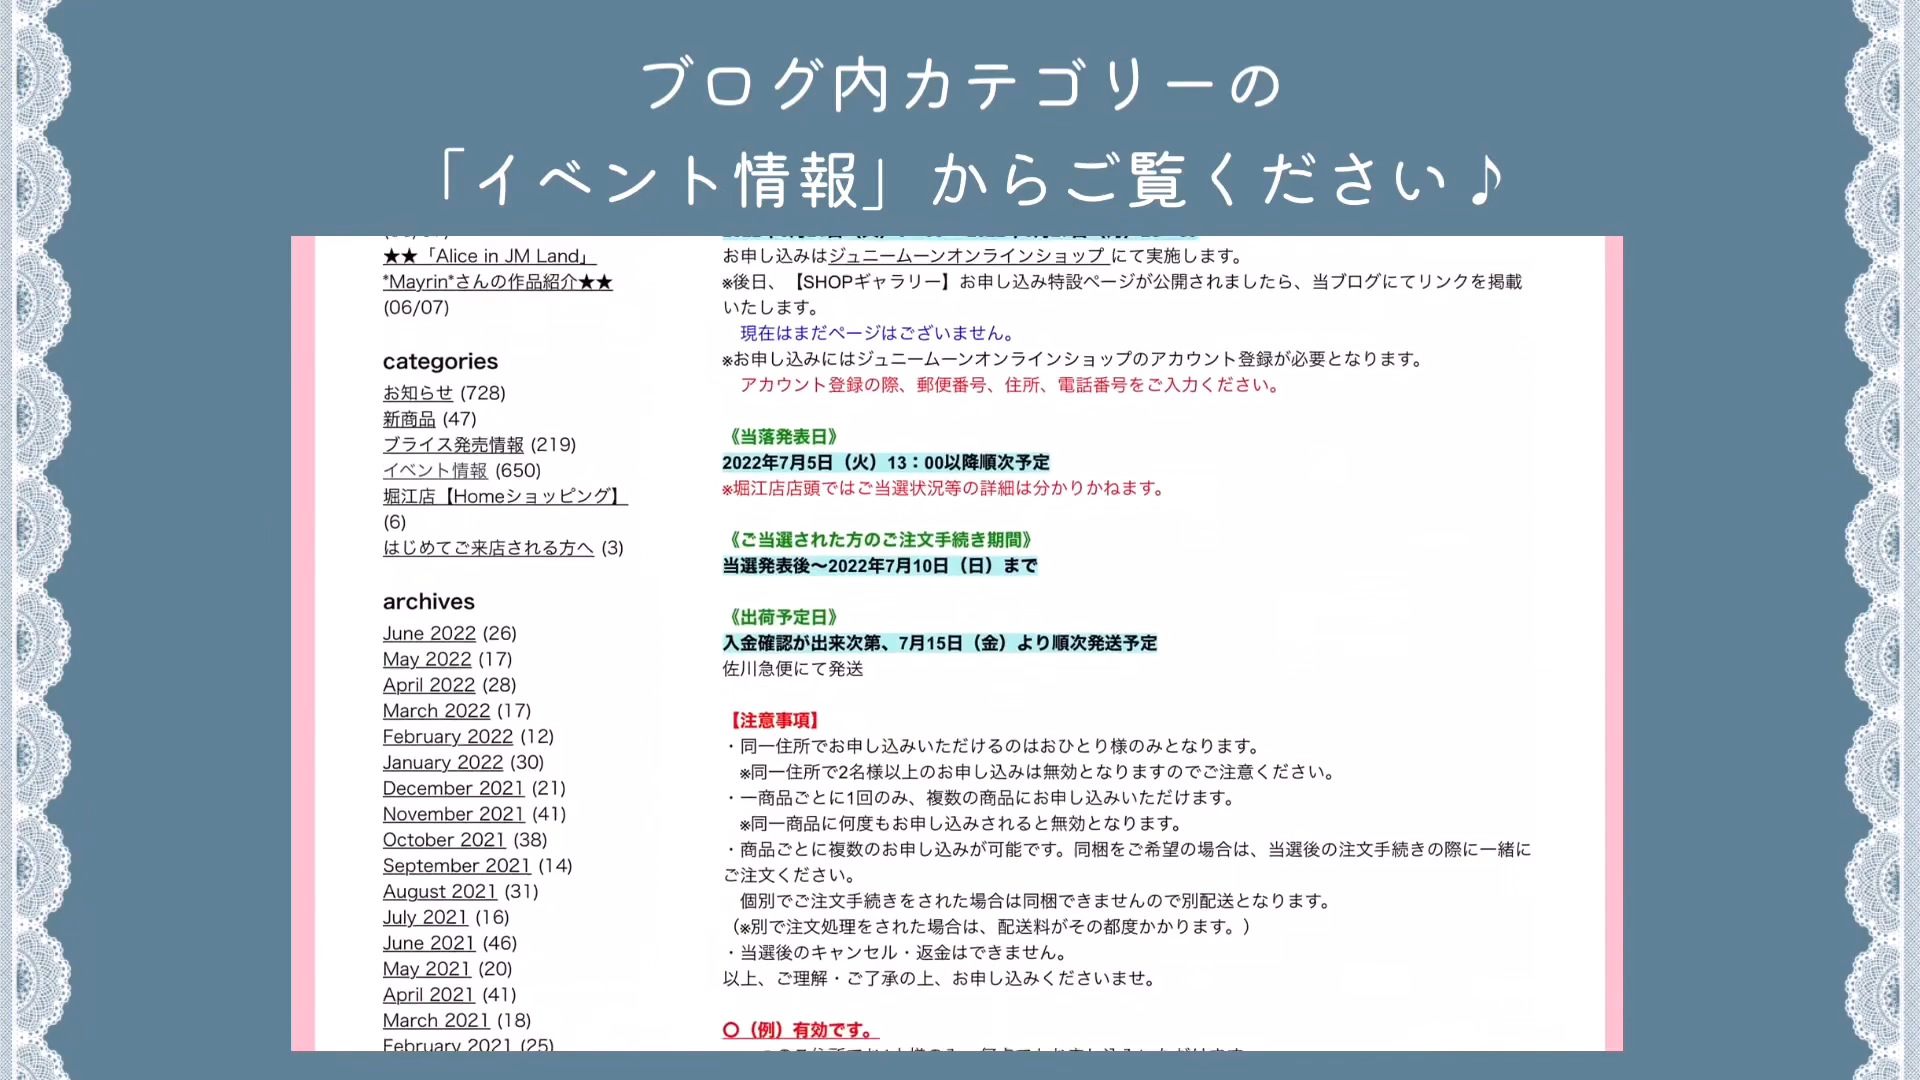 ブログ内カテゴリーの
「イベント情報」からご覧ください♪
★★「Alice in JM Land」
*Mayrin*さんの作品紹介★★
(06/07)
categories
お知らせ (728)
新商品 (47)
ブライス発売情報 (219)
イベント情報 (650)
堀江店【Homeショッピング】
(6)
はじめてご来店される方へ (3)
archives
June 2022 (26)
May 2022 (17)
April 2022 (28)
March 2022 (17)
February 2022 (12)
January 2022 (30)
December 2021 (21)
November 2021 (41)
October 2021 (38)
September 2021 (14)
August 2021 (31)
July 2021 (16)
June 2021 (46)
May 2021 (20)
April 2021 (41)
March 2021 (18)
February 2021 (25)
お申し込みはジュニームーンオンラインショップ にて実施します。
※後日、【SHOPギャラリー】お申し込み特設ページが公開されましたら、当ブログにてリンクを掲載
いたします。
現在はまだページはございません。
※お申し込みにはジュニームーンオンラインショップのアカウント登録が必要となります。
アカウント登録の際、郵便番号、住所、電話番号をご入力ください。
《当落発表日》
2022年7月5日（火）13：00以降順次予定
※堀江店店頭ではご当選状況等の詳細は分かりかねます。
《ご当選された方のご注文手続き期間》
当選発表後〜2022年7月10日（日）まで
《出荷予定日》
入金確認が出来次第、7月15日（金）より順次発送予定
佐川急便にて発送
【注意事項】
・同一住所でお申し込みいただけるのはおひとり様のみとなります。
※同一住所で2名様以上のお申し込みは無効となりますのでご注意ください。
・一商品ごとに1回のみ、複数の商品にお申し込みいただけます。
※同一商品に何度もお申し込みされると無効となります。
・商品ごとに複数のお申し込みが可能です。同梱をご希望の場合は、当選後の注文手続きの際に一緒に
ご注文ください。
個別でご注文手続きをされた場合は同梱できませんので別配送となります。
（※別で注文処理をされた場合は、配送料がその都度かかります。）
・当選後のキャンセル・返金はできません。
以上、ご理解・ご了承の上、お申し込みくださいませ。
〇（例）有効です。